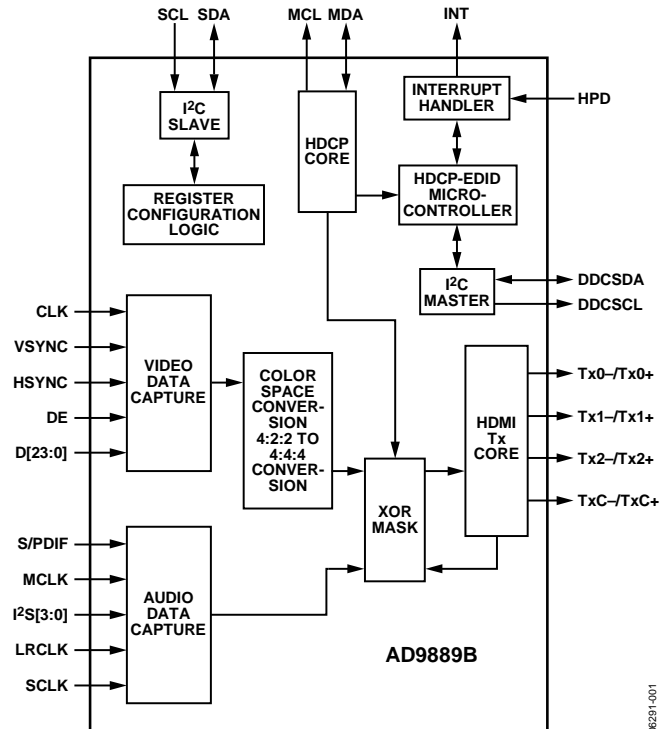 SCL SDA MCL MDA INT
I2C
SLAVE
REGISTER
CONFIGURATION
LOGIC
HDCP
CORE
INTERRUPT
HANDLER
HPD
HDCP-EDID
MICRO-
CONTROLLER
I2C
MASTER
DDCSDA
DDCSCL
CLK
VSYNC
HSYNC
DE
D[23:0]
VIDEO
DATA
CAPTURE
COLOR
SPACE
CONVER-
SION
4:2:2 TO
4:4:4
CONVER-
SION
XOR
MASK
HDMI
Tx
CORE
Tx0–/Tx0+
Tx1–/Tx1+
Tx2–/Tx2+
TxC–/TxC+
S/PDIF
MCLK
I2S[3:0]
LRCLK
SCLK
AUDIO
DATA
CAPTURE
AD9889B